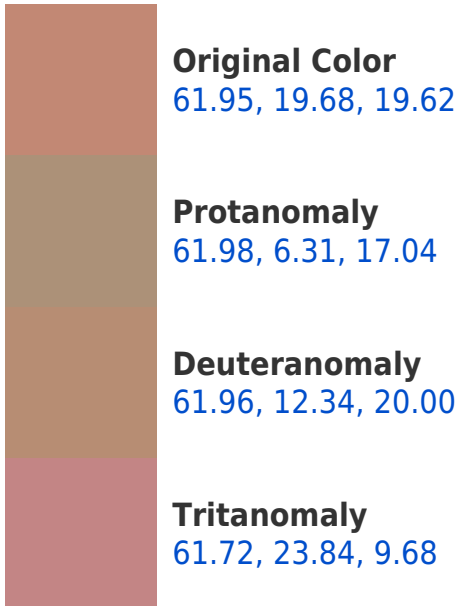 Original Color
61.95, 19.68, 19.62
Protanomaly
61.98, 6.31, 17.04
Deuteranomaly
61.96, 12.34, 20.00
Tritanomaly
61.72, 23.84, 9.68